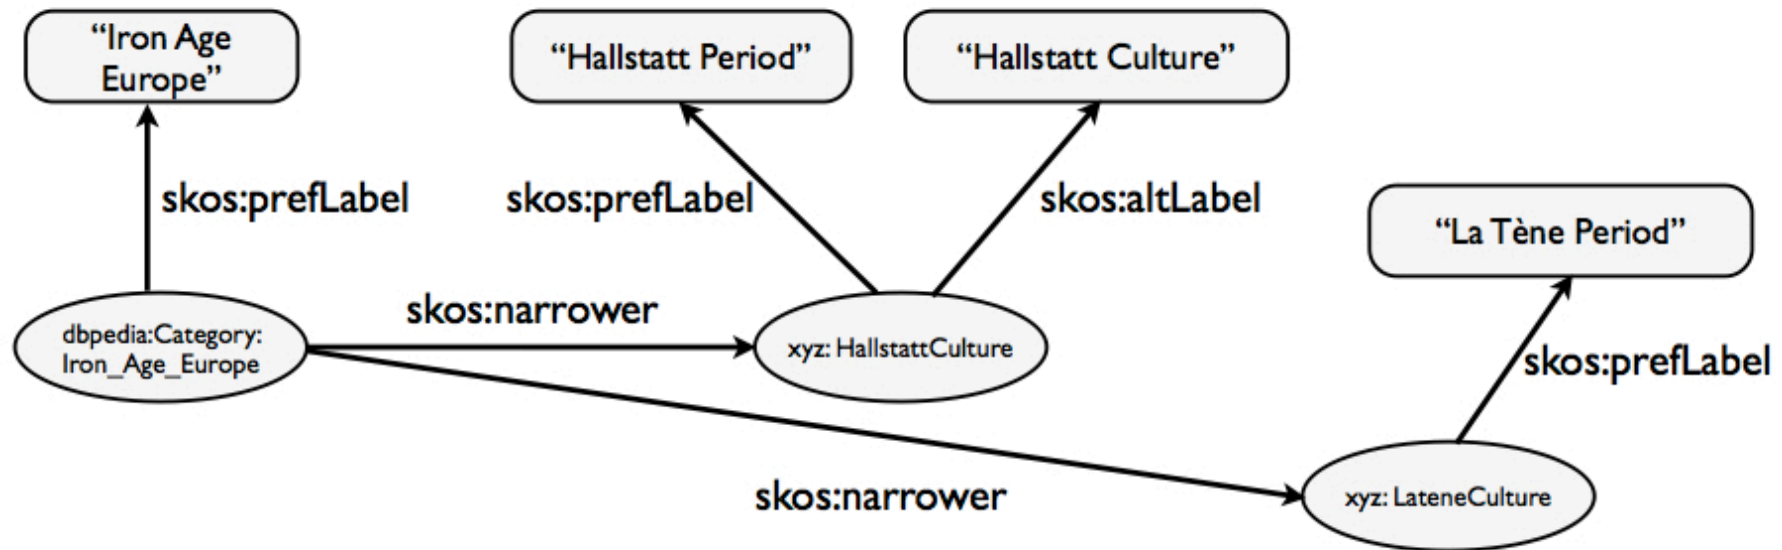 “Iron Age
Europe”
“Hallstatt Period”
“Hallstatt Culture”
skos:prefLabel
skos:prefLabel
skos:altLabel
“La Tène Period”
skos:narrower
dbpedia:Category:
Iron_Age_Europe
xyz: HallstattCulture
skos:prefLabel
skos:narrower
xyz: LateneCulture